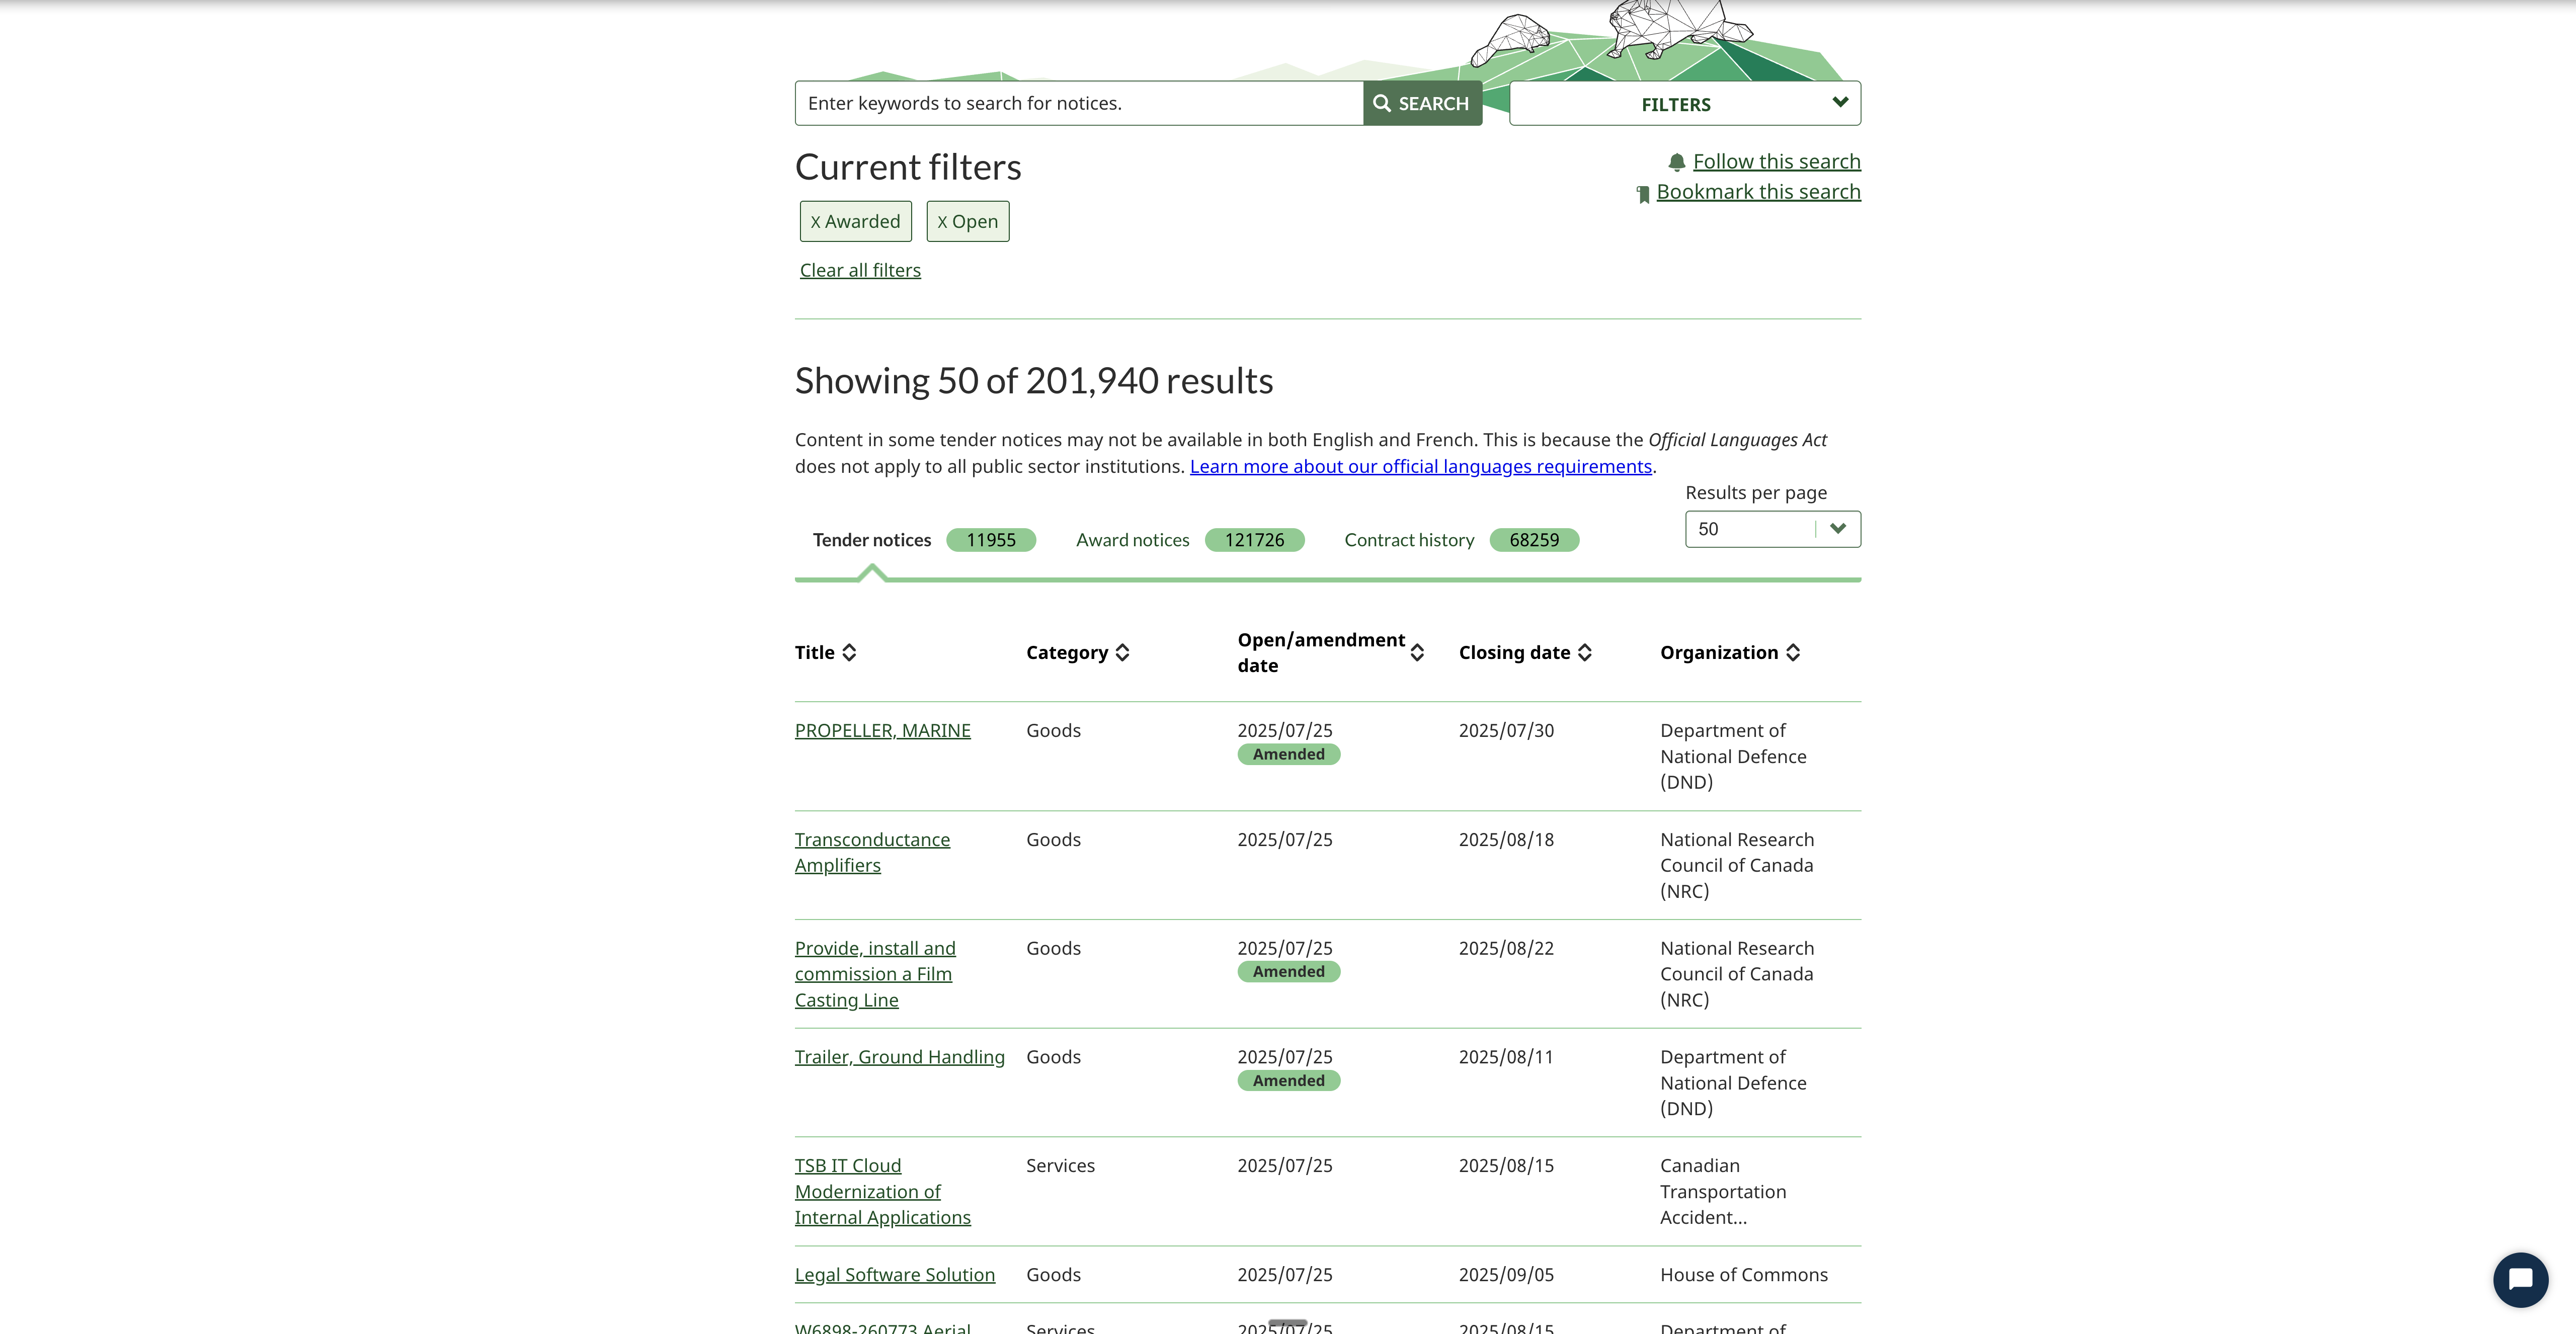 Enter keywords to search for notices.
SEARCH
FILTERS
Current filters
Follow this search
Bookmark this search
X Awarded
X Open
Clear all filters
Showing 50 of 201,940 results
Content in some tender notices may not be available in both English and French. This is because the Official Languages Act
does not apply to all public sector institutions. Learn more about our official languages requirements.
Results per page
50
Tender notices 11955
Award notices 121726
Contract history 68259
Title
Category
Open/amendment
date
Closing date
Organization
PROPELLER, MARINE
Goods
2025/07/25
Amended
2025/07/30
Department of
National Defence
(DND)
Transconductance
Amplifiers
Goods
2025/07/25
2025/08/18
National Research
Council of Canada
(NRC)
Provide, install and
commission a Film
Casting Line
Goods
2025/07/25
Amended
2025/08/22
National Research
Council of Canada
(NRC)
Trailer, Ground Handling
Goods
2025/07/25
Amended
2025/08/11
Department of
National Defence
(DND)
TSB IT Cloud
Modernization of
Internal Applications
Services
2025/07/25
2025/08/15
Canadian
Transportation
Accident...
Legal Software Solution
Goods
2025/07/25
2025/09/05
House of Commons
W6898-260773 Aerial
Services
2025/07/25
2025/08/15
Department of